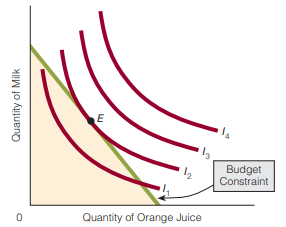 Quantity of Milk
E
I4
I3
I2
I1
Budget
Constraint
0
Quantity of Orange Juice